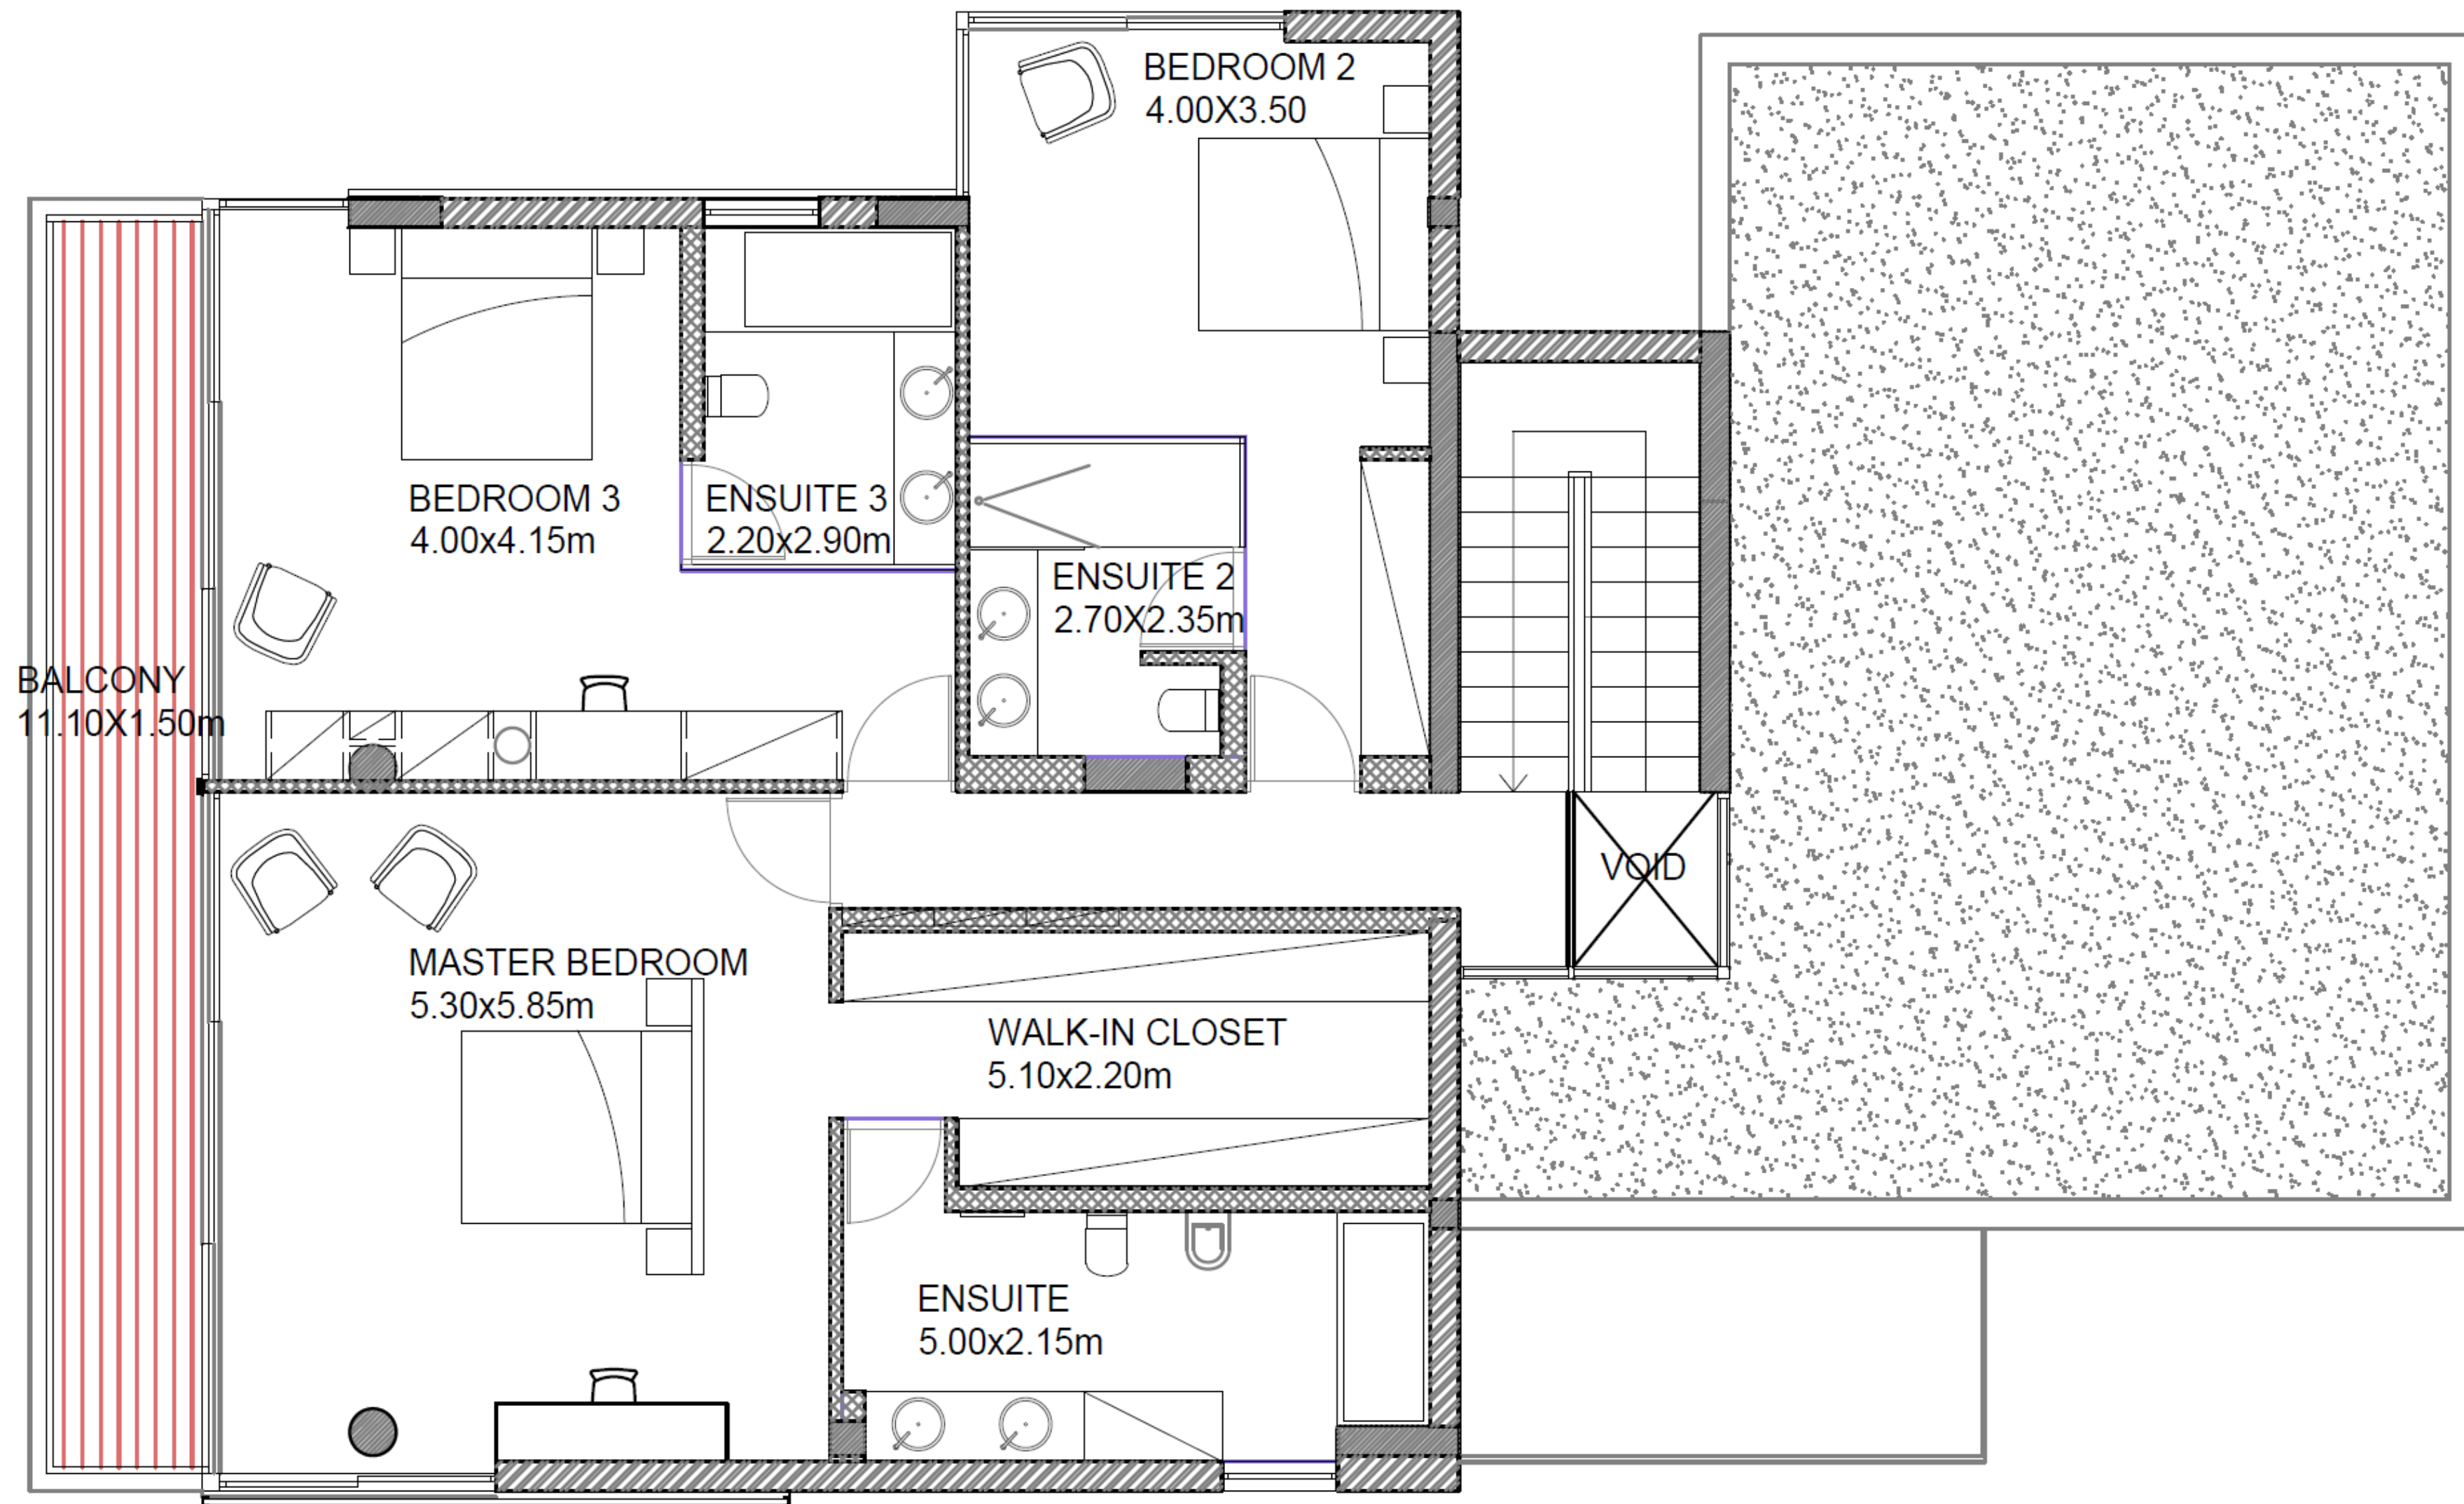 BEDROOM 2
4.00X3.50
BEDROOM 3
4.00x4.15m
ENSUITE 3
2.20x2.90m
ENSUITE 2
2.70X2.35m
BALCONY
11.10X1.50m
VOID
MASTER BEDROOM
5.30x5.85m
WALK-IN CLOSET
5.10x2.20m
ENSUITE
5.00x2.15m